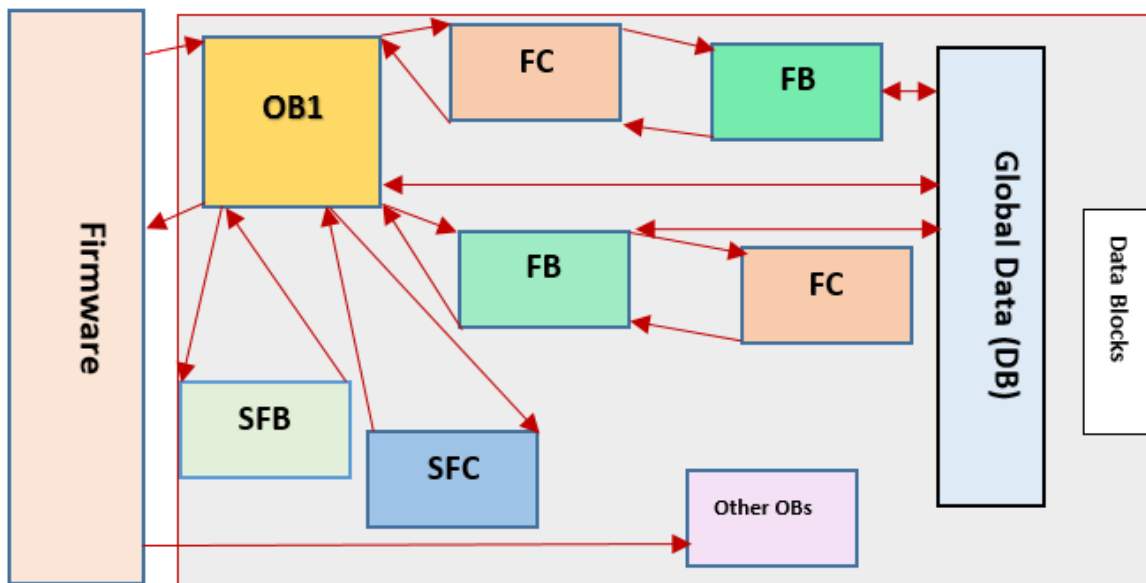 Firmware
OB1
FC
FB
FB
FC
SFB
SFC
Other OBs
Global Data (DB)
Data Blocks